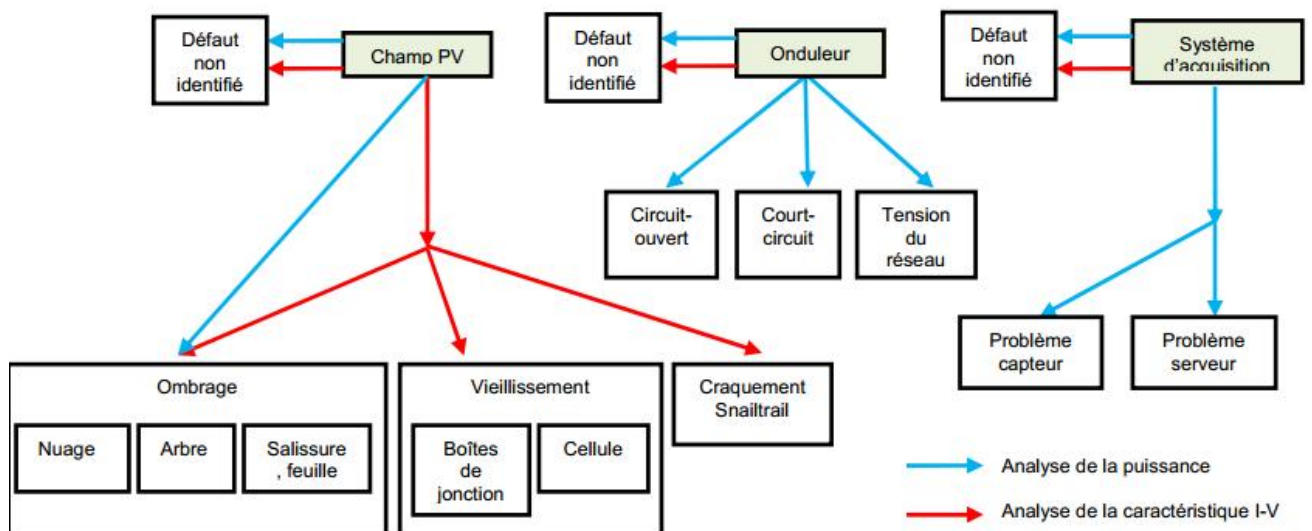 Défaut
non
identifié
Champ PV
Défaut
non
identifié
Onduleur
Défaut
non
identifié
Système
d'acquisition
Circuit-
ouvert
Court-
circuit
Tension
du
réseau
Problème
capteur
Problème
serveur
Ombrage
Nuage
Arbre
Salissure
, feuille
Vieillissement
Boîtes
de
jonction
Cellule
Craquement
Snailtrail
Analyse de la puissance
Analyse de la caractéristique I-V